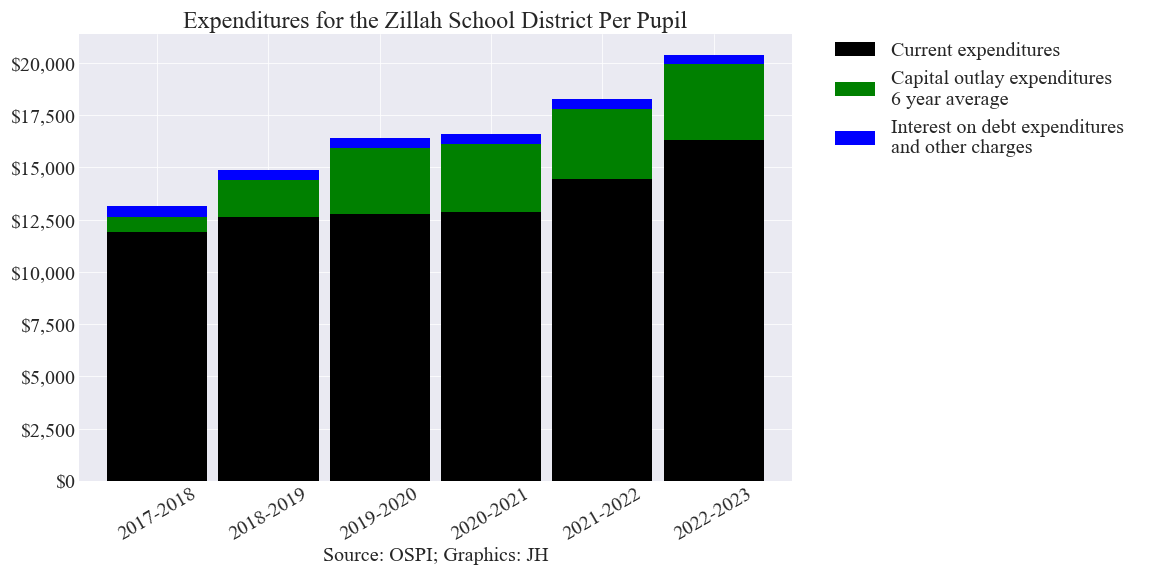 Expenditures for the Zillah School District Per Pupil
$20,000
$17,500
$15,000
$12,500
$10,000
$7,500
$5,000
$2,500
$0
2017-2018
2018-2019
2019-2020
2020-2021
2021-2022
2022-2023
Source: OSPI; Graphics: JH
Current expenditures
Capital outlay expenditures
6 year average
Interest on debt expenditures
and other charges